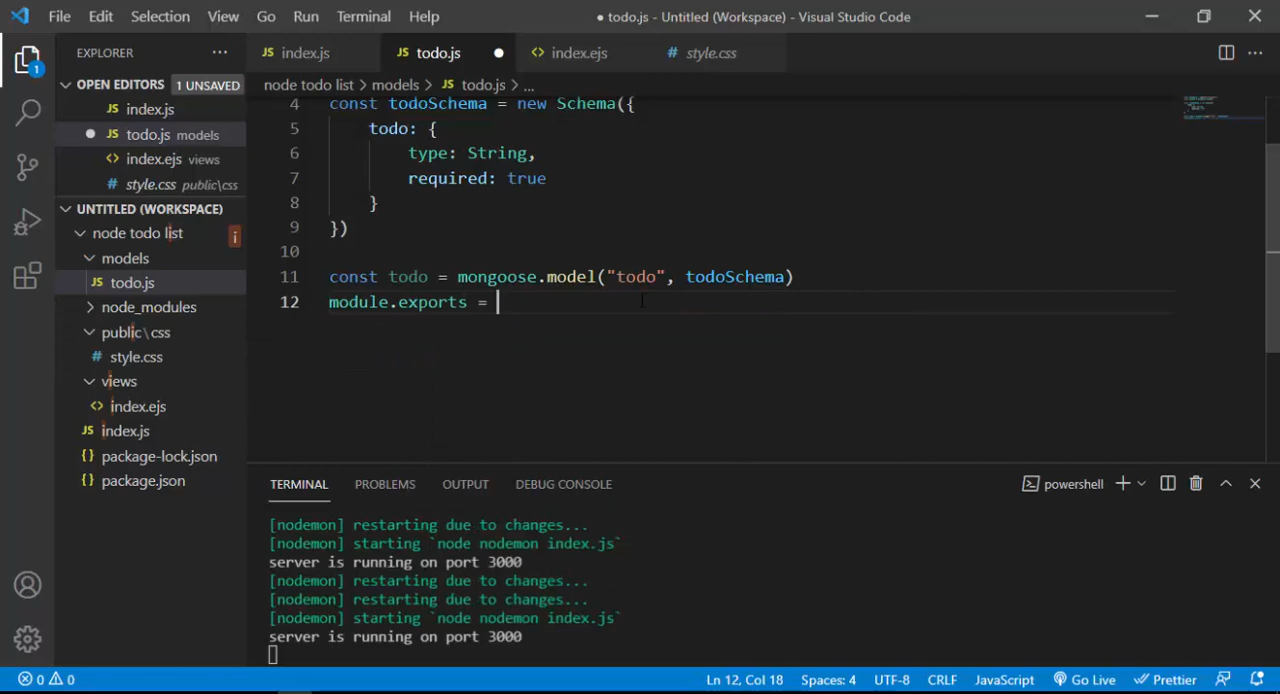 File Edit Selection View Go Run Terminal Help ● todo.js - Untitled (Workspace) - Visual Studio Code
EXPLORER ···
JS index.js JS todo.js ● <> index.ejs # style.css ···
OPEN EDITORS 1 UNSAVED
JS index.js
● JS todo.js models
<> index.ejs views
# style.css public\css
UNTITLED (WORKSPACE)
node todo list i
models
JS todo.js
node_modules
public\css
# style.css
views
<> index.ejs
JS index.js
{} package-lock.json
{} package.json
1
node todo list > models > JS todo.js > ...
4 const todoSchema = new Schema({
5 todo: {
6 type: String,
7 required: true
8 }
9 })
10
11 const todo = mongoose.model("todo", todoSchema)
12 module.exports =
TERMINAL PROBLEMS OUTPUT DEBUG CONSOLE powershell
[nodemon] restarting due to changes...
[nodemon] starting `node nodemon index.js`
server is running on port 3000
[nodemon] restarting due to changes...
[nodemon] restarting due to changes...
[nodemon] starting `node nodemon index.js`
server is running on port 3000
0 0 Ln 12, Col 18 Spaces: 4 UTF-8 CRLF JavaScript Go Live Prettier